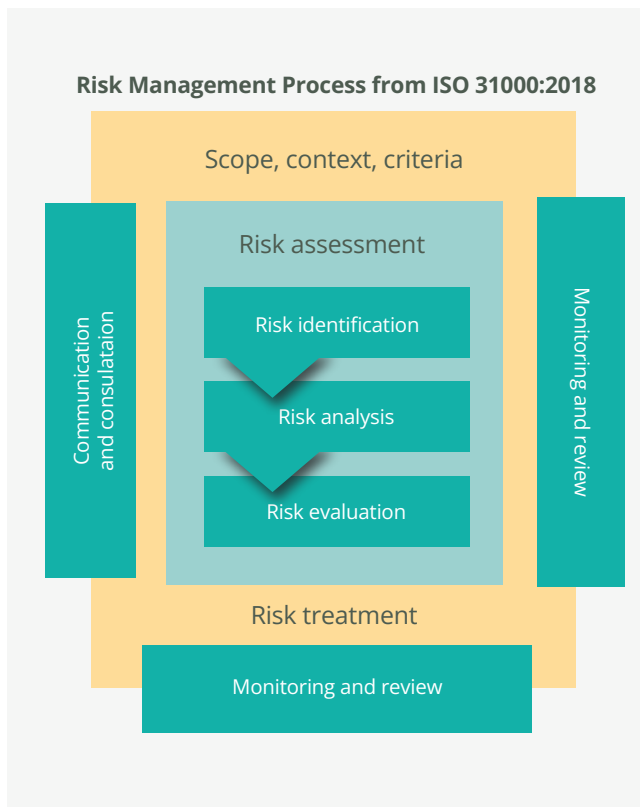 Risk Management Process from ISO 31000:2018
Scope, context, criteria
Communication
and consulataion
Risk assessment
Risk identification
Risk analysis
Risk evaluation
Monitoring and review
Risk treatment
Monitoring and review